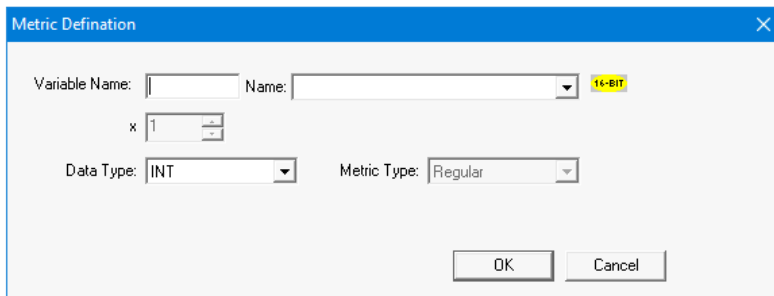 Metric Defination
Variable Name: Name: 16-BIT
x 1
Data Type: INT Metric Type: Regular
OK Cancel